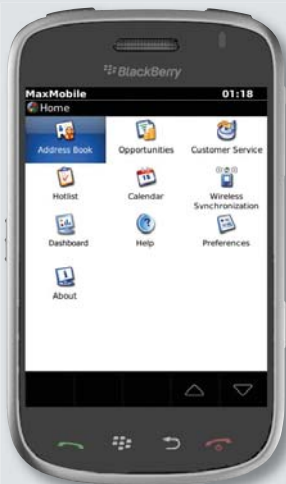 BlackBerry
MaxMobile 01:18
Home
Address Book Opportunities Customer Service
Hotlist Calendar Wireless
Synchronization
Dashboard Help Preferences
About